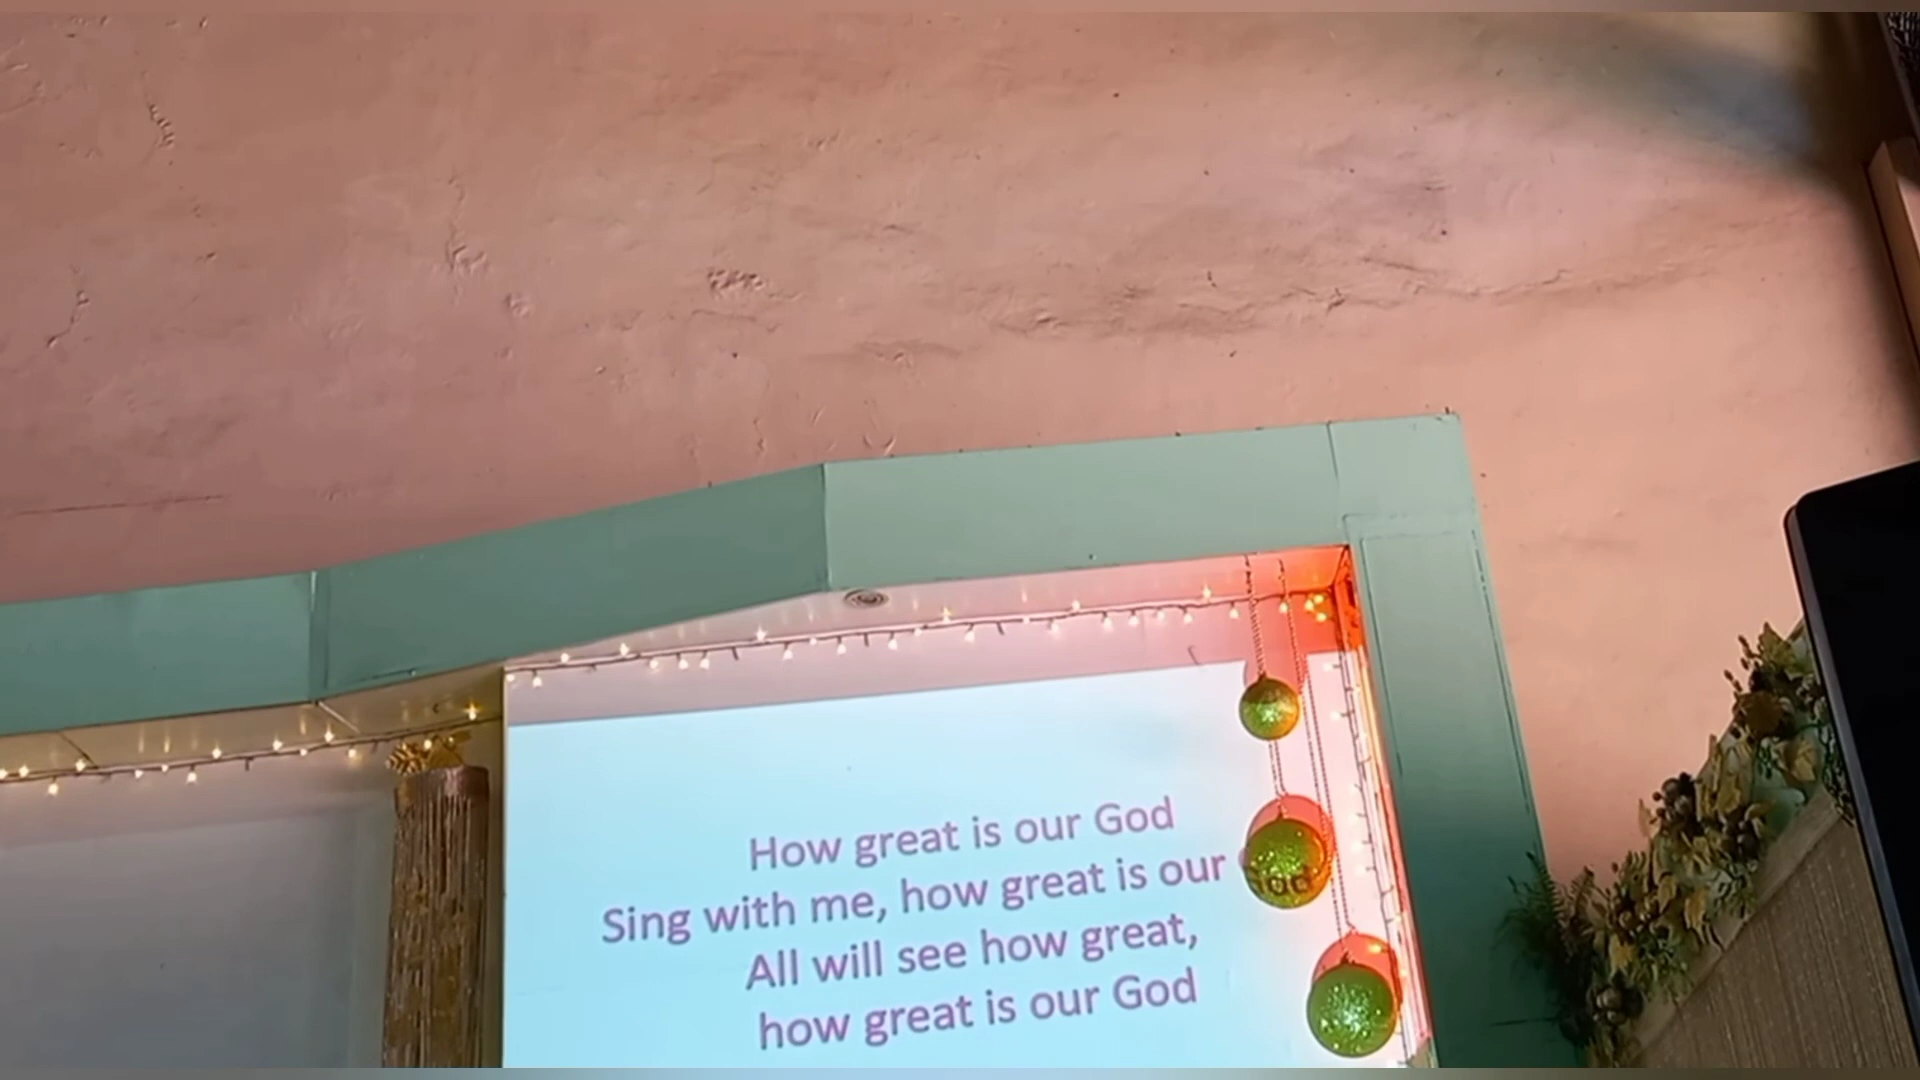 How great is our God
Sing with me, how great is our God
All will see how great,
how great is our God